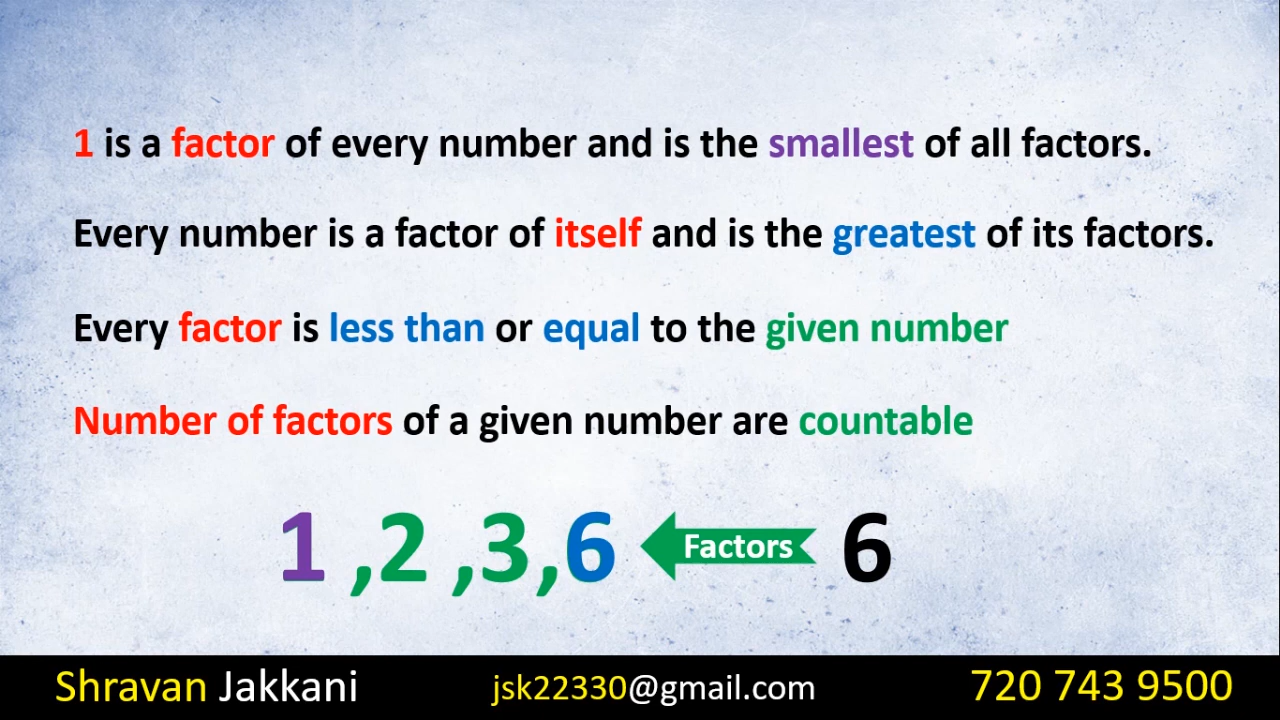 1 is a factor of every number and is the smallest of all factors.
Every number is a factor of itself and is the greatest of its factors.
Every factor is less than or equal to the given number
Number of factors of a given number are countable
1 ,2 ,3,6 Factors 6
Shravan Jakkani jsk22330@gmail.com 720 743 9500